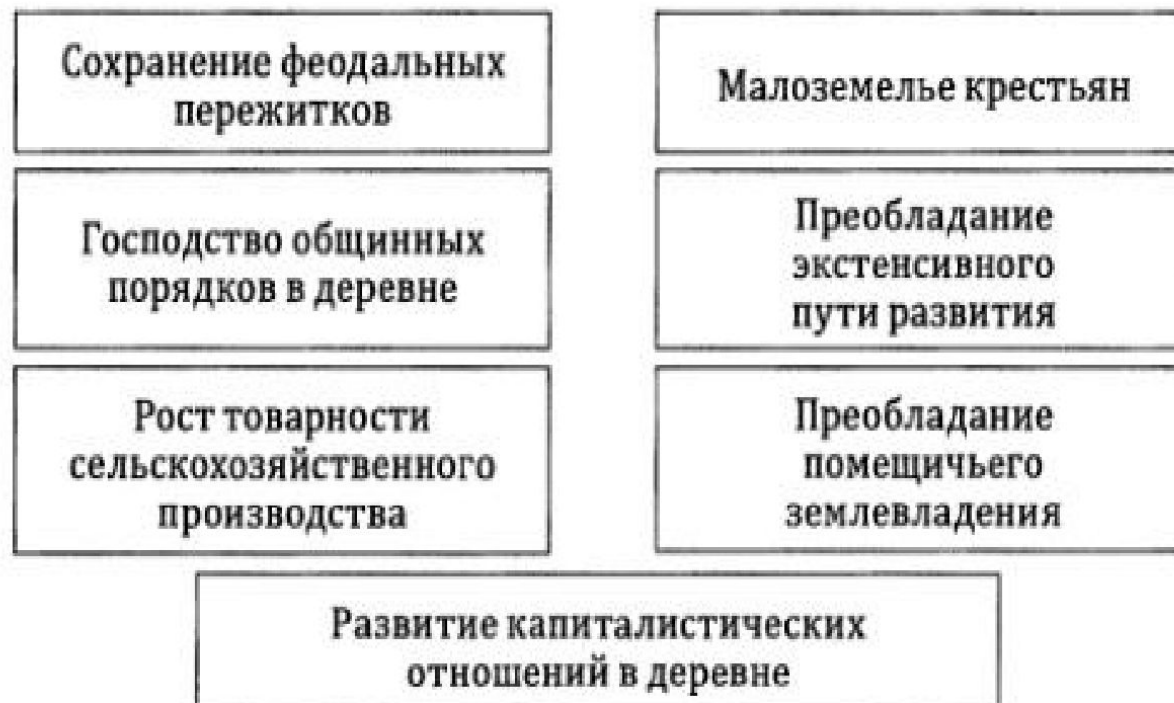 Сохранение феодальных
пережитков
Малоземелье крестьян
Господство общинных
порядков в деревне
Преобладание
экстенсивного
пути развития
Рост товарности
сельскохозяйственного
производства
Преобладание
помещичьего
землевладения
Развитие капиталистических
отношений в деревне